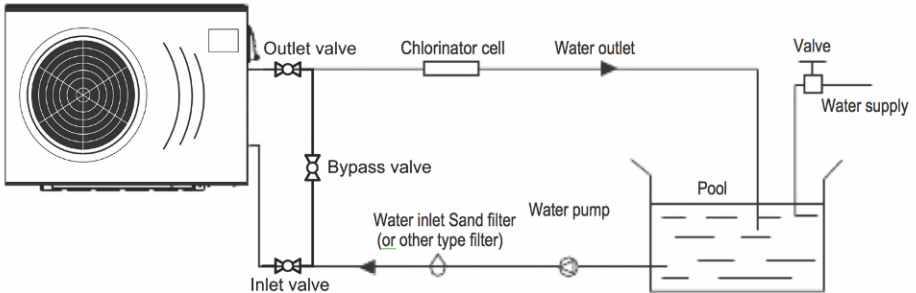 Outlet valve
Chlorinator cell
Water outlet
Valve
Water supply
Bypass valve
Pool
Water inlet Sand filter
(or other type filter)
Water pump
Inlet valve